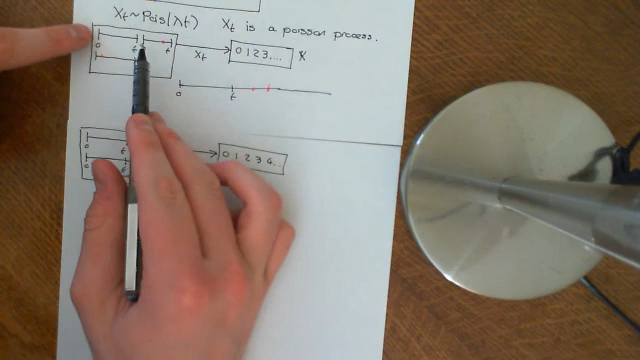 Xt ~ Pois(λt) Xt is a poisson process.
0 t t'
0
Xt
0 1 2 3 ...
0 t
0 t
0
0 1 2 3 4 ..